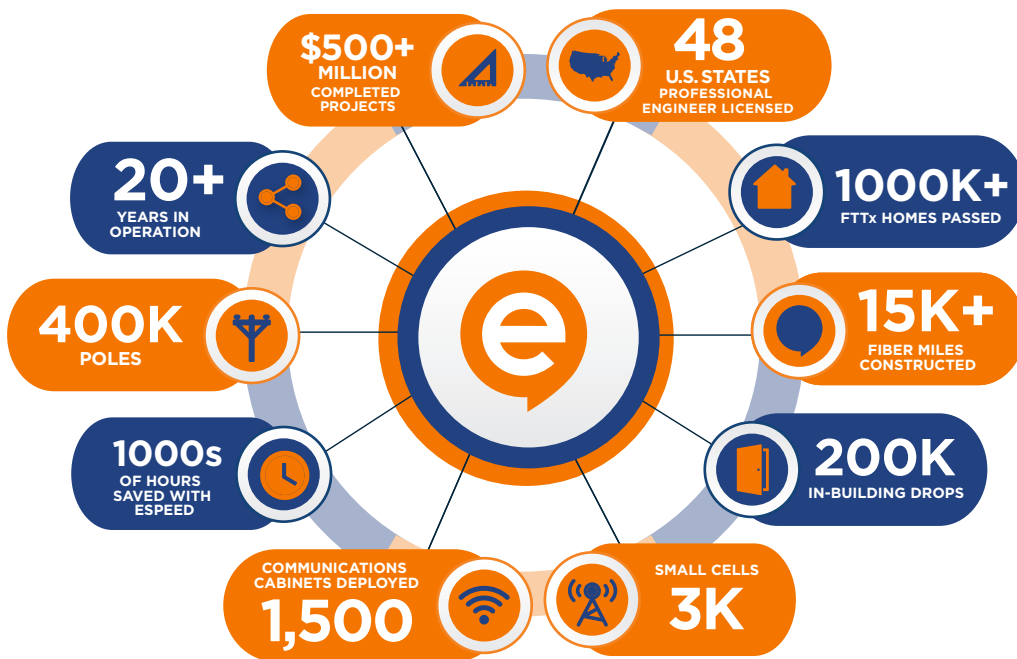 $500+
MILLION
COMPLETED
PROJECTS
48
U.S. STATES
PROFESSIONAL
ENGINEER LICENSED
20+
YEARS IN
OPERATION
1000K+
FTTx HOMES PASSED
400K
POLES
e
15K+
FIBER MILES
CONSTRUCTED
1000s
OF HOURS
SAVED WITH
ESPEED
200K
IN-BUILDING DROPS
COMMUNICATIONS
CABINETS DEPLOYED
1,500
SMALL CELLS
3K